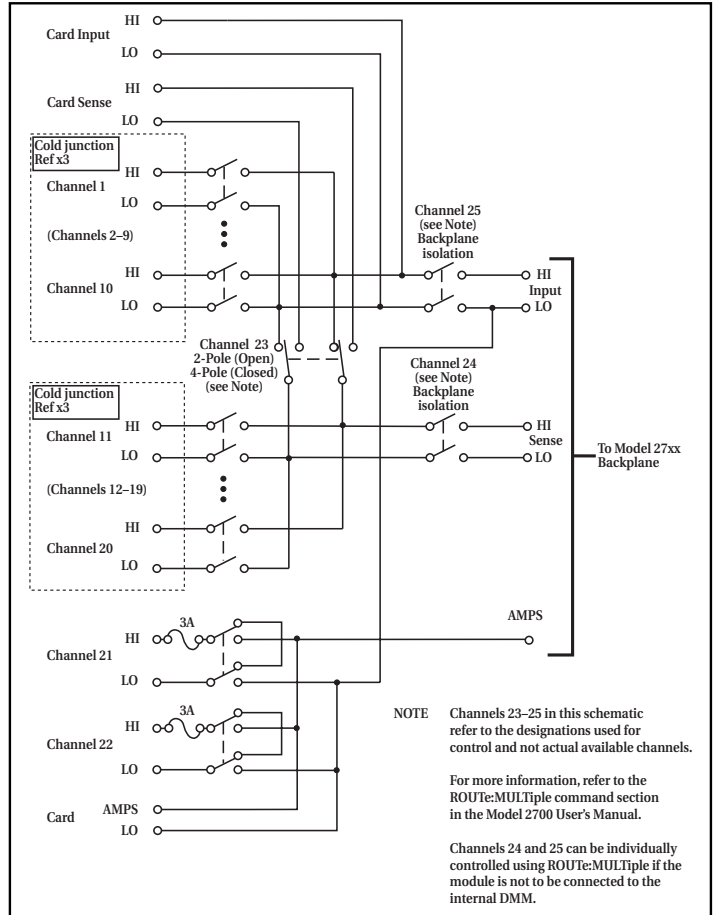 HI
Card Input
LO
HI
Card Sense
LO
Cold junction
Ref x3
HI
Channel 1
LO
(Channels 2–9)
HI
Channel 10
LO
Channel 25
(see Note)
Backplane
isolation
HI
Input
LO
Channel 23
2-Pole (Open)
4-Pole (Closed)
(see Note)
Channel 24
(see Note)
Backplane
isolation
Cold junction
Ref x3
Channel 11
HI
LO
(Channels 12–19)
HI
Channel 20
LO
HI
Sense
LO
To Model 27xx
Backplane
AMPS
3A
HI
Channel 21
LO
3A
HI
Channel 22
LO
AMPS
Card
LO
NOTE Channels 23–25 in this schematic
refer to the designations used for
control and not actual available channels.
For more information, refer to the
ROUTe:MULTiple command section
in the Model 2700 User's Manual.
Channels 24 and 25 can be individually
controlled using ROUTe:MULTiple if the
module is not to be connected to the
internal DMM.